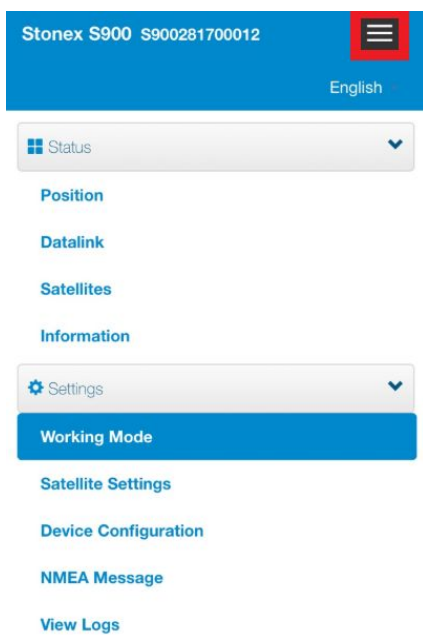 Stonex S900 S900281700012
English
Status
Position
Datalink
Satellites
Information
Settings
Working Mode
Satellite Settings
Device Configuration
NMEA Message
View Logs